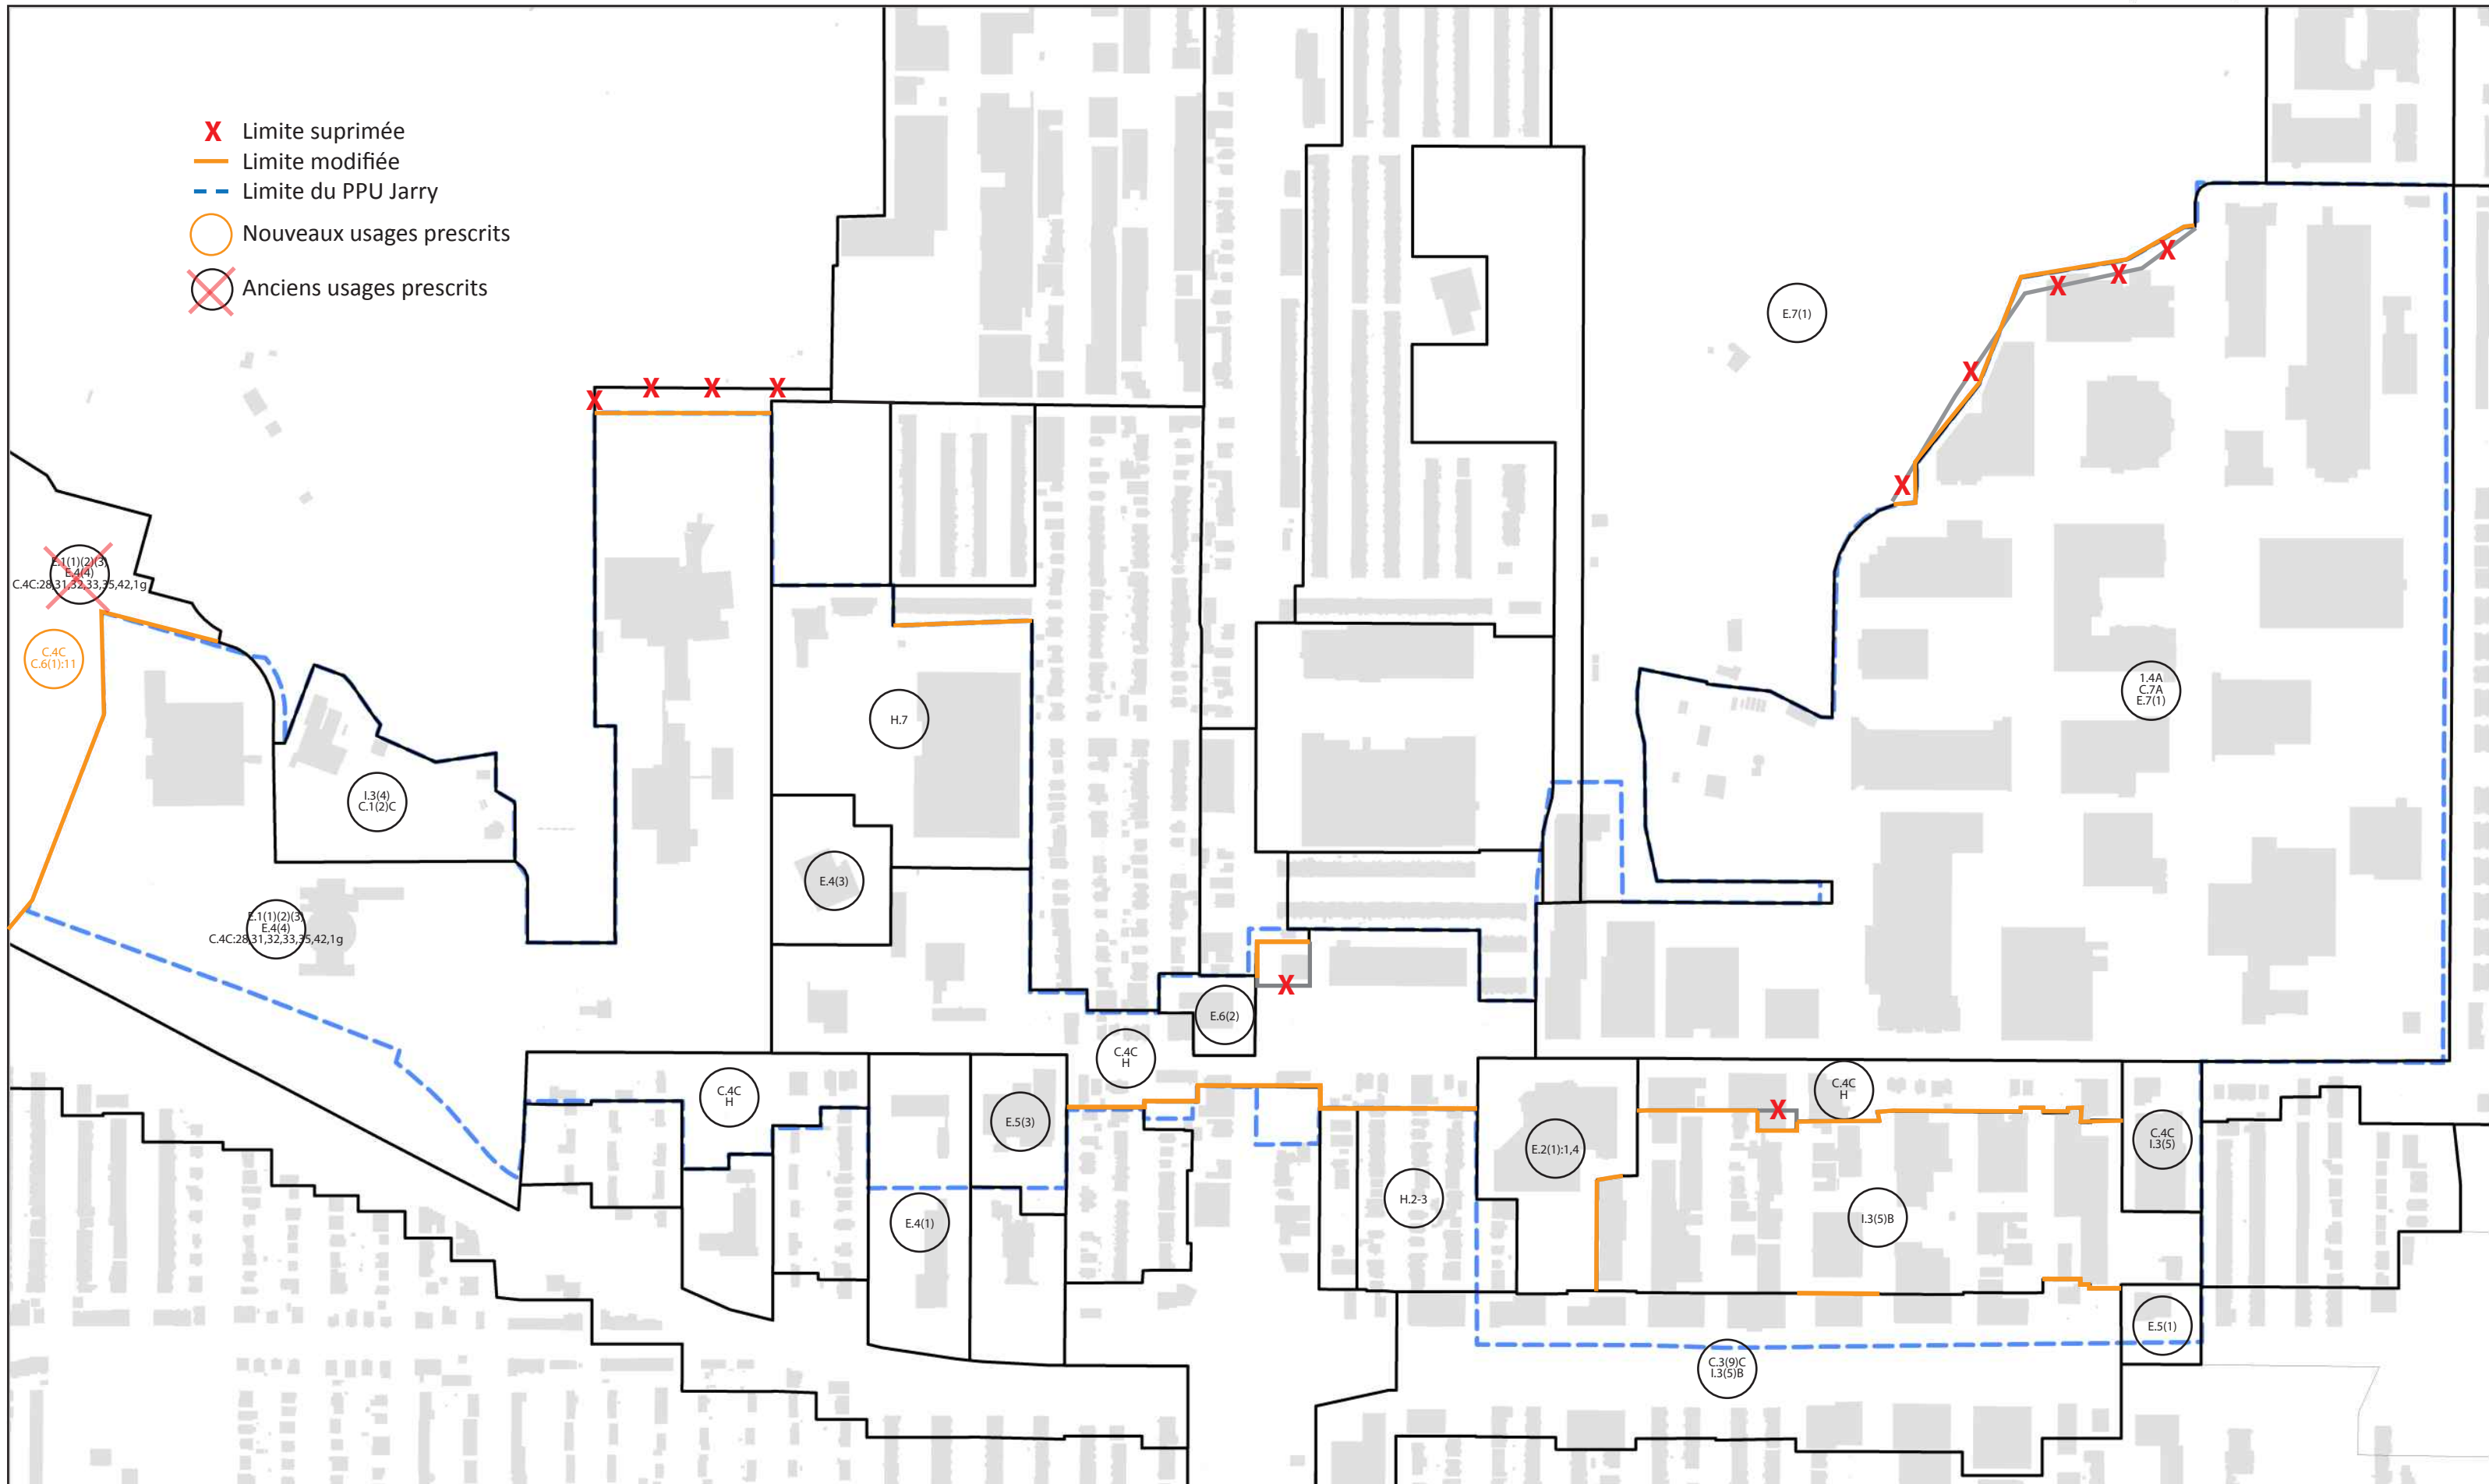 X Limite suprimée
Limite modifiée
Limite du PPU Jarry
Nouveaux usages prescrits
Anciens usages prescrits
X
X
X
X
X
X
X
X
X
E.7(1)
E.1(1)(2)(3)
E.4(4)
C.4C:28,31,32,33,35,42,1g
C.4C
C.6(1):11
1.4A
C.7A
E.7(1)
H.7
I.3(4)
C.1(2)C
E.4(3)
E.1(1)(2)(3)
E.4(4)
C.4C:28,31,32,33,35,42,1g
X
E.6(2)
C.4C
H
C.4C
H
C.4C
H
X
E.5(3)
E.2(1):1,4
C.4C
I.3(5)
H.2-3
E.4(1)
I.3(5)B
E.5(1)
C.3(9)C
I.3(5)B